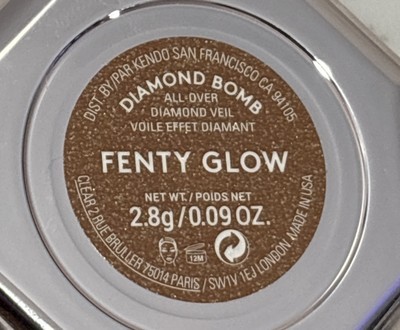 DIST. BY/PAR KENDO SAN FRANCISCO CA 94105
DIAMOND BOMB
ALL-OVER
DIAMOND VEIL
VOILE EFFET DIAMANT
FENTY GLOW
NET WT./POIDS NET
2.8g/0.09 OZ.
12M
CLÉAR 2 RUE BRULLER 75014 PARIS / SW1V 1EJ LONDON. MADE IN USA